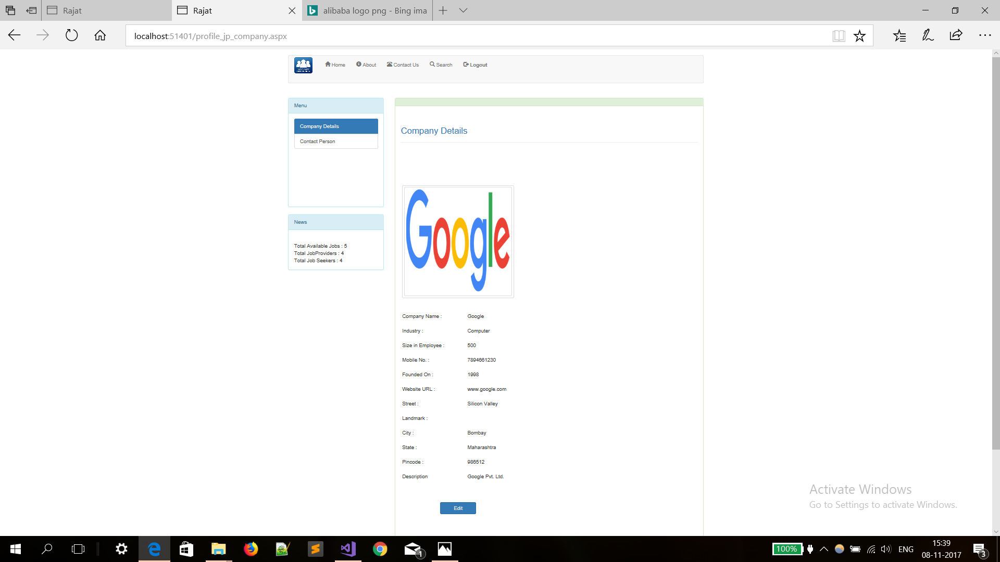 Rajat
Rajat
alibaba logo png - Bing ima
localhost:51401/profile_jp_company.aspx
Home
About
Contact Us
Search
Logout
Menu
Company Details
Contact Person
News
Total Available Jobs : 5
Total JobProviders : 4
Total Job Seekers : 4
Company Details
Google
Company Name : Google
Industry : Computer
Size in Employee : 500
Mobile No. : 7894661230
Founded On : 1998
Website URL : www.google.com
Street : Silicon Valley
Landmark :
City : Bombay
State : Maharashtra
Pincode : 986512
Description Google Pvt. Ltd.
Edit
Activate Windows
Go to Settings to activate Windows.
1
100%
ENG
15:39
08-11-2017
3